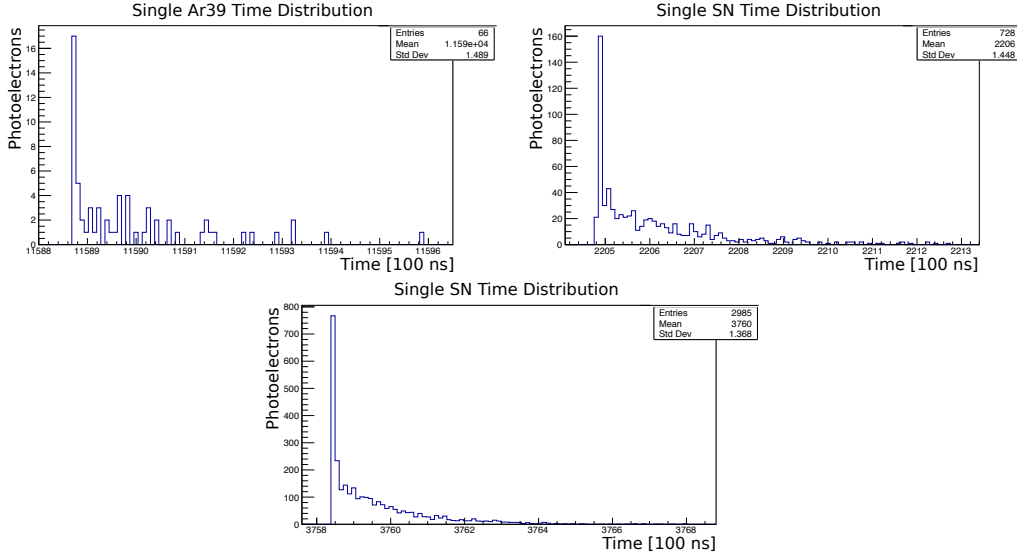 Single Ar39 Time Distribution
Entries 66
Mean 1.159e+04
Std Dev 1.489
Photoelectrons
16
14
12
10
8
6
4
2
0
11588 11589 11590 11591 11592 11593 11594 11595 11596
Time [100 ns]
Single SN Time Distribution
Entries 728
Mean 2206
Std Dev 1.448
Photoelectrons
160
140
120
100
80
60
40
20
0
2205 2206 2207 2208 2209 2210 2211 2212 2213
Time [100 ns]
Single SN Time Distribution
Entries 2985
Mean 3760
Std Dev 1.368
Photoelectrons
800
700
600
500
400
300
200
100
0
3758 3760 3762 3764 3766 3768
Time [100 ns]